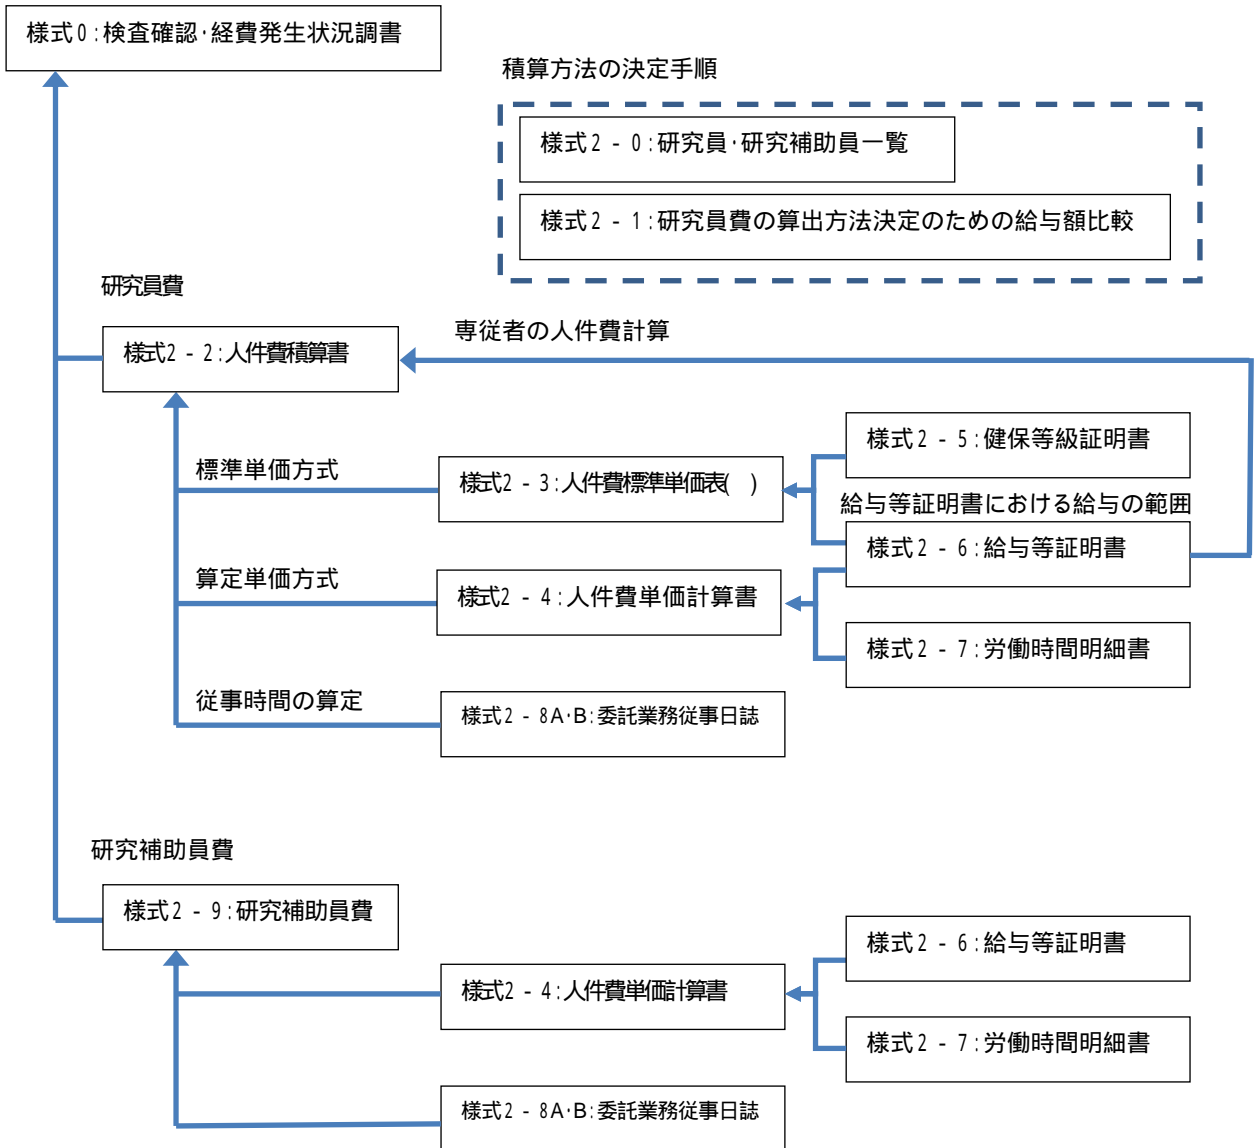 様式0:検査確認・経費発生状況調書
積算方法の決定手順
様式2-0:研究員・研究補助員一覧
様式2-1:研究員費の算出方法決定のための給与額比較
研究員費
様式2-2:人件費積算書
専従者の人件費計算
標準単価方式
様式2-3:人件費標準単価表( )
様式2-5:健保等級証明書
給与等証明書における給与の範囲
様式2-6:給与等証明書
算定単価方式
様式2-4:人件費単価計算書
様式2-7:労働時間明細書
従事時間の算定
様式2-8A・B:委託業務従事日誌
研究補助員費
様式2-9:研究補助員費
様式2-6:給与等証明書
様式2-4:人件費単価計算書
様式2-7:労働時間明細書
様式2-8A・B:委託業務従事日誌